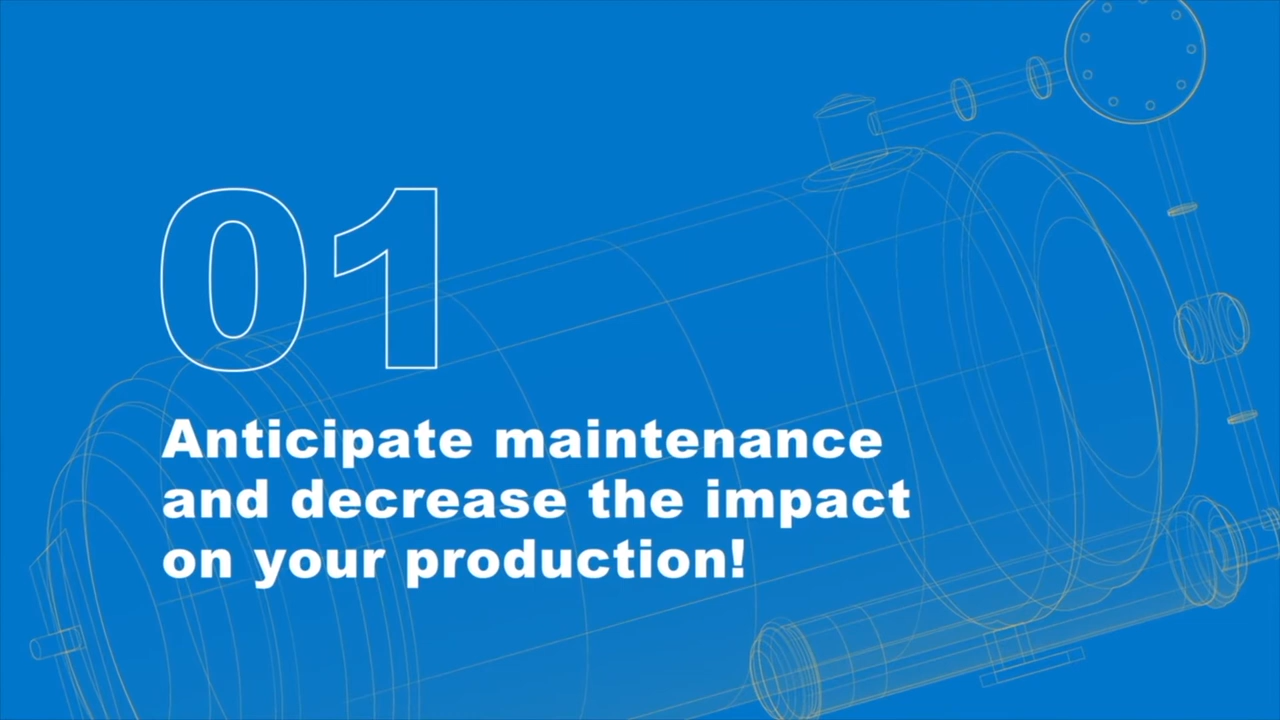 01
Anticipate maintenance
and decrease the impact
on your production!